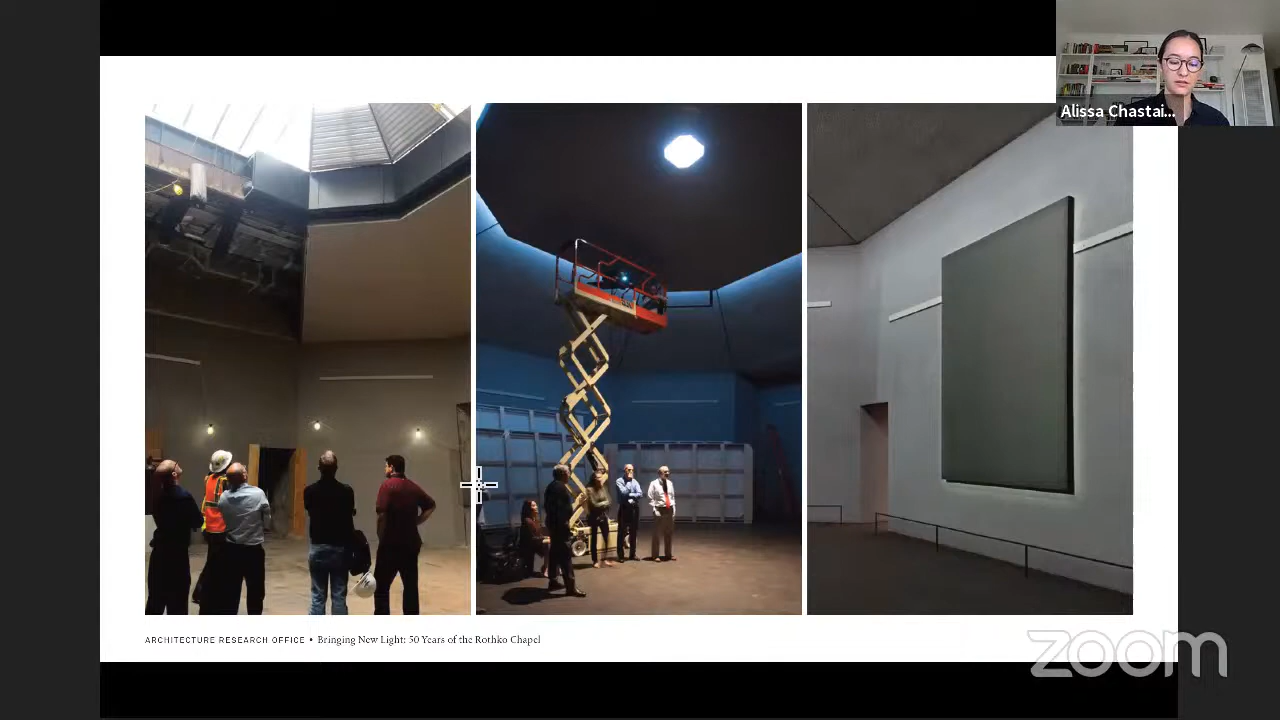 Alissa Chastai...
ARCHITECTURE RESEARCH OFFICE • Bringing New Light: 50 Years of the Rothko Chapel
zoom